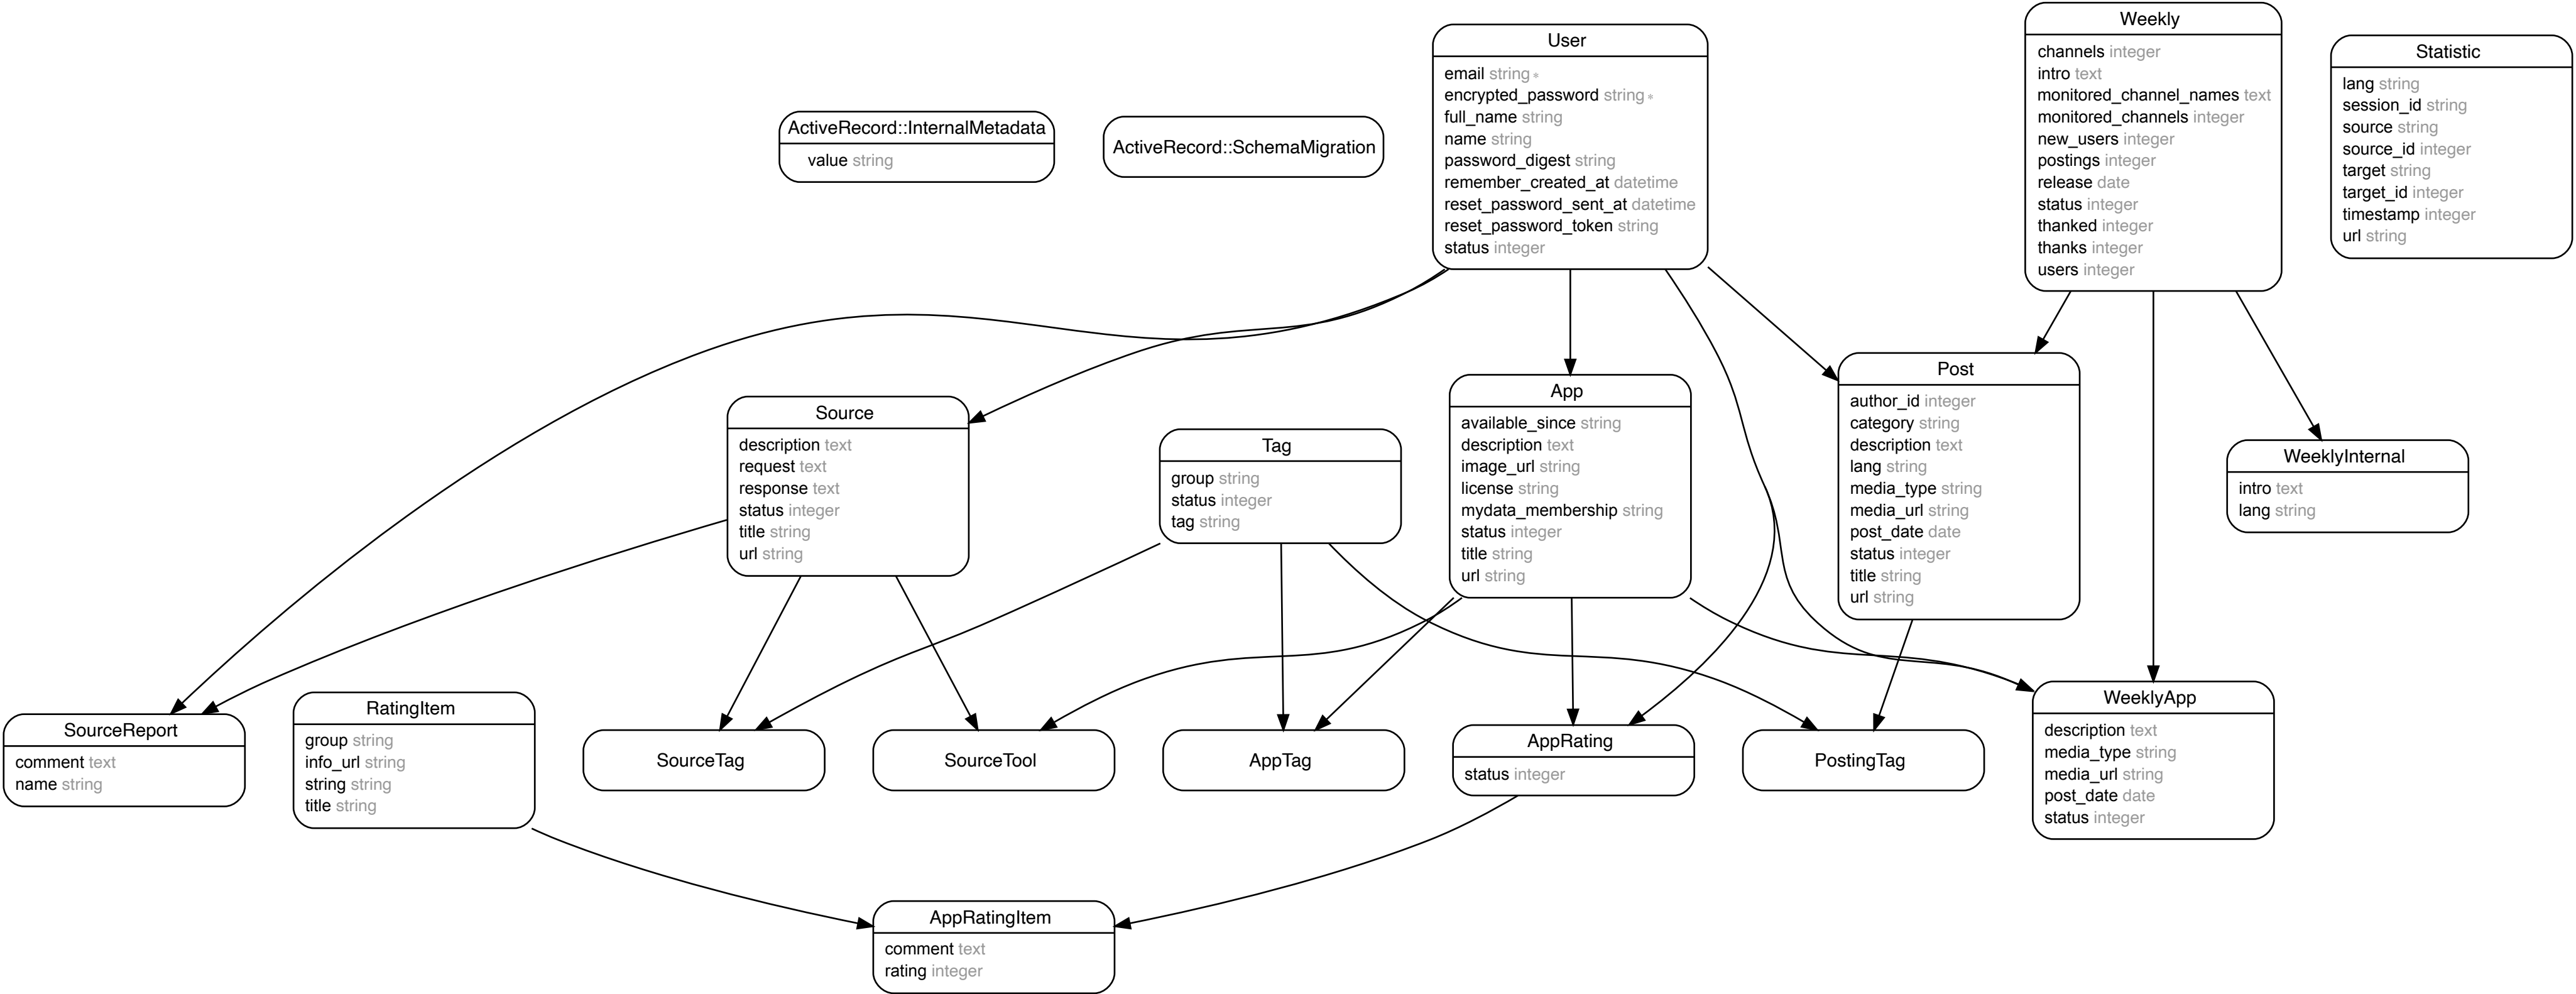 User
email string *
encrypted_password string *
full_name string
name string
password_digest string
remember_created_at datetime
reset_password_sent_at datetime
reset_password_token string
status integer
Weekly
channels integer
intro text
monitored_channel_names text
monitored_channels integer
new_users integer
postings integer
release date
status integer
thanked integer
thanks integer
users integer
Statistic
lang string
session_id string
source string
source_id integer
target string
target_id integer
timestamp integer
url string
ActiveRecord::InternalMetadata
value string
ActiveRecord::SchemaMigration
Source
description text
request text
response text
status integer
title string
url string
Tag
group string
status integer
tag string
App
available_since string
description text
image_url string
license string
mydata_membership string
status integer
title string
url string
Post
author_id integer
category string
description text
lang string
media_type string
media_url string
post_date date
status integer
title string
url string
WeeklyInternal
intro text
lang string
SourceReport
comment text
name string
RatingItem
group string
info_url string
string string
title string
SourceTag
SourceTool
AppTag
AppRating
status integer
PostingTag
WeeklyApp
description text
media_type string
media_url string
post_date date
status integer
AppRatingItem
comment text
rating integer